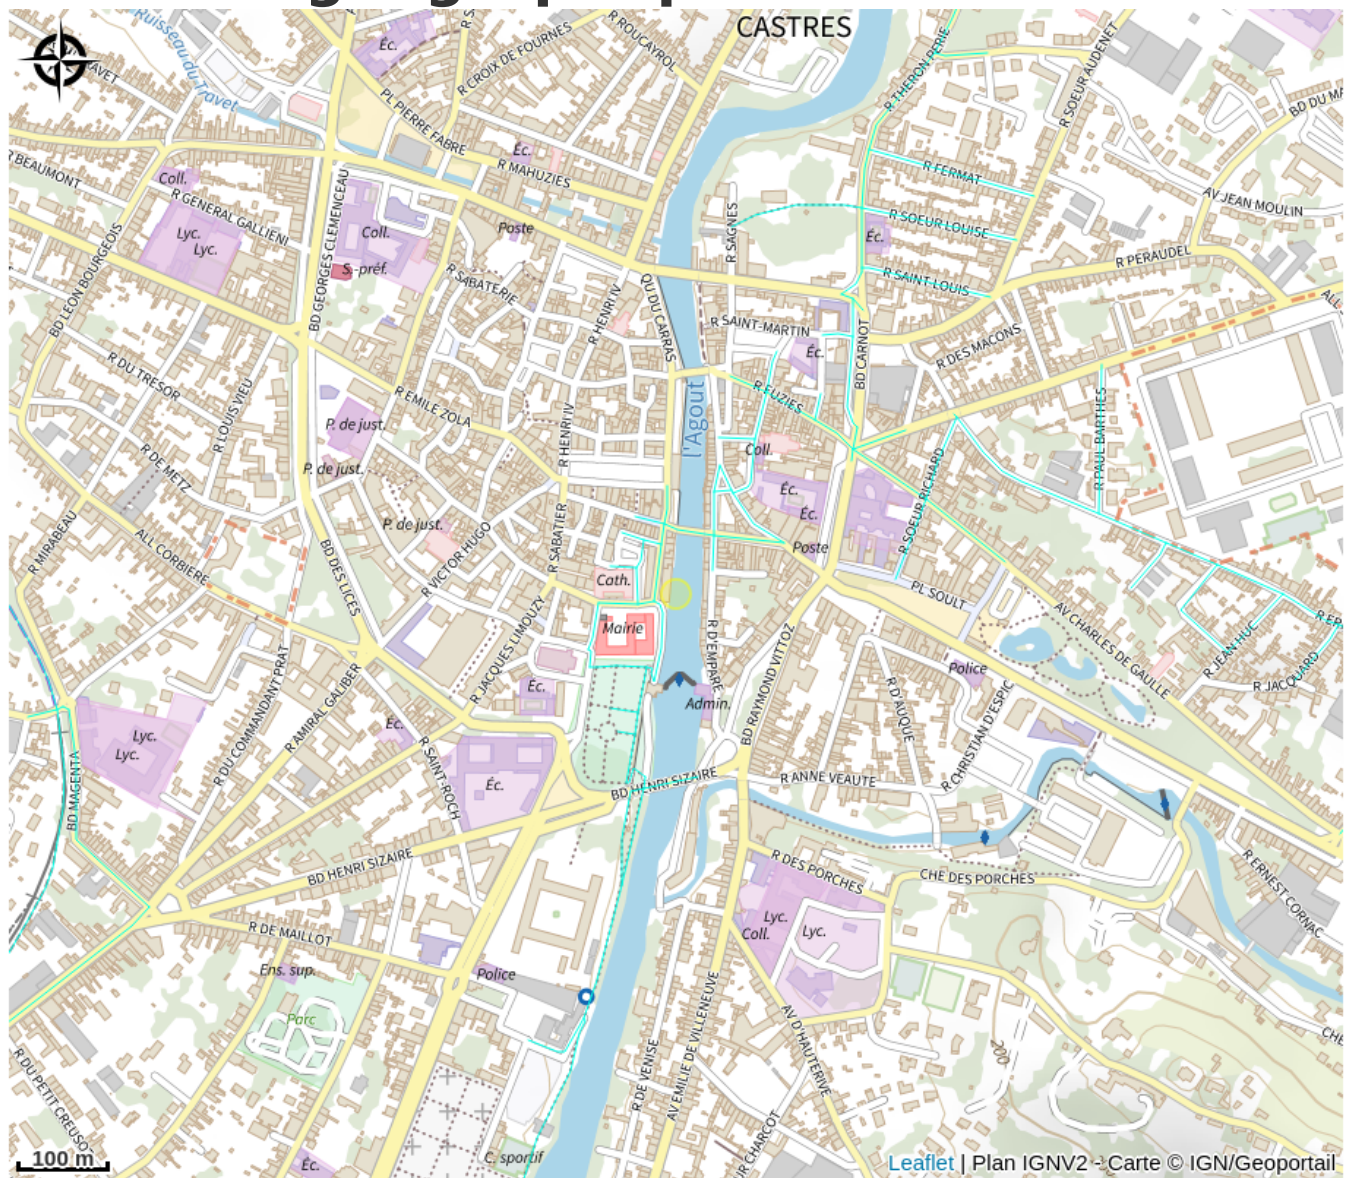 CASTRES
Ruisseau du Travet
Éc.
R CROIX DE FOURNES
R ROUCAYROL
R THERON PERIE
R SOEUR AUDENET
BD DU MA
PL PIERRE FABRE
Éc.
R MAHUZIES
R BEAUMONT
Coll.
R GENERAL GALLIENI
Lyc.
Lyc.
BD LEON BOURGEOIS
BD GEORGES CLEMENCEAU
Coll.
S.-préf.
Poste
R SABATERIE
R HENRI IV
QU DU CARRAS
R SAGNES
R FERMAT
R SOEUR LOUISE
Éc.
R SAINT-LOUIS
AV JEAN MOULIN
R PERAUDEL
R SAINT-MARTIN
Éc.
BD CARNOT
R DES MACONS
R DU TRESOR
R LOUIS VIEU
R EMILE ZOLA
R EUZIES
l'Agout
P. de just.
P. de just.
R DE METZ
R HENRI IV
Coll.
Éc.
Éc.
R SOEUR RICHARD
R PAUL BARTHES
P. de just.
R MIRABEAU
ALL CORBIERE
BD DES LICES
R VICTOR HUGO
R SABATIER
Poste
Cath.
Mairie
PL SOULT
AV CHARLES DE GAULLE
R JEAN HUC
R JACQUARD
R JACQUES LIMOUZY
R D'EMPARE
BD RAYMOND VITTOZ
Police
R DU COMMANDANT PRAT
R AMIRAL GALIBER
Éc.
Éc.
Admin.
R D'AUQUE
R CHRISTIAN D'ESPIC
Lyc.
Lyc.
BD MAGENTA
R SAINT-ROCH
Éc.
BD HENRI SIZAIRE
R ANNE VEAUTE
BD HENRI SIZAIRE
R DES PORCHES
CHE DES PORCHES
R ERNEST CORNAC
R DE MAILLOT
Lyc.
Coll.
Lyc.
Ens. sup.
Police
Parc
AV EMILIE DE VILLENEUVE
AV D'HAUTERIVE
200
CHE
R DU PETIT CREUSOT
R DE VENISE
UR CHARCOT
C. sportif
Éc.
100 m
Leaflet | Plan IGNV2 - Carte © IGN/Geoportail